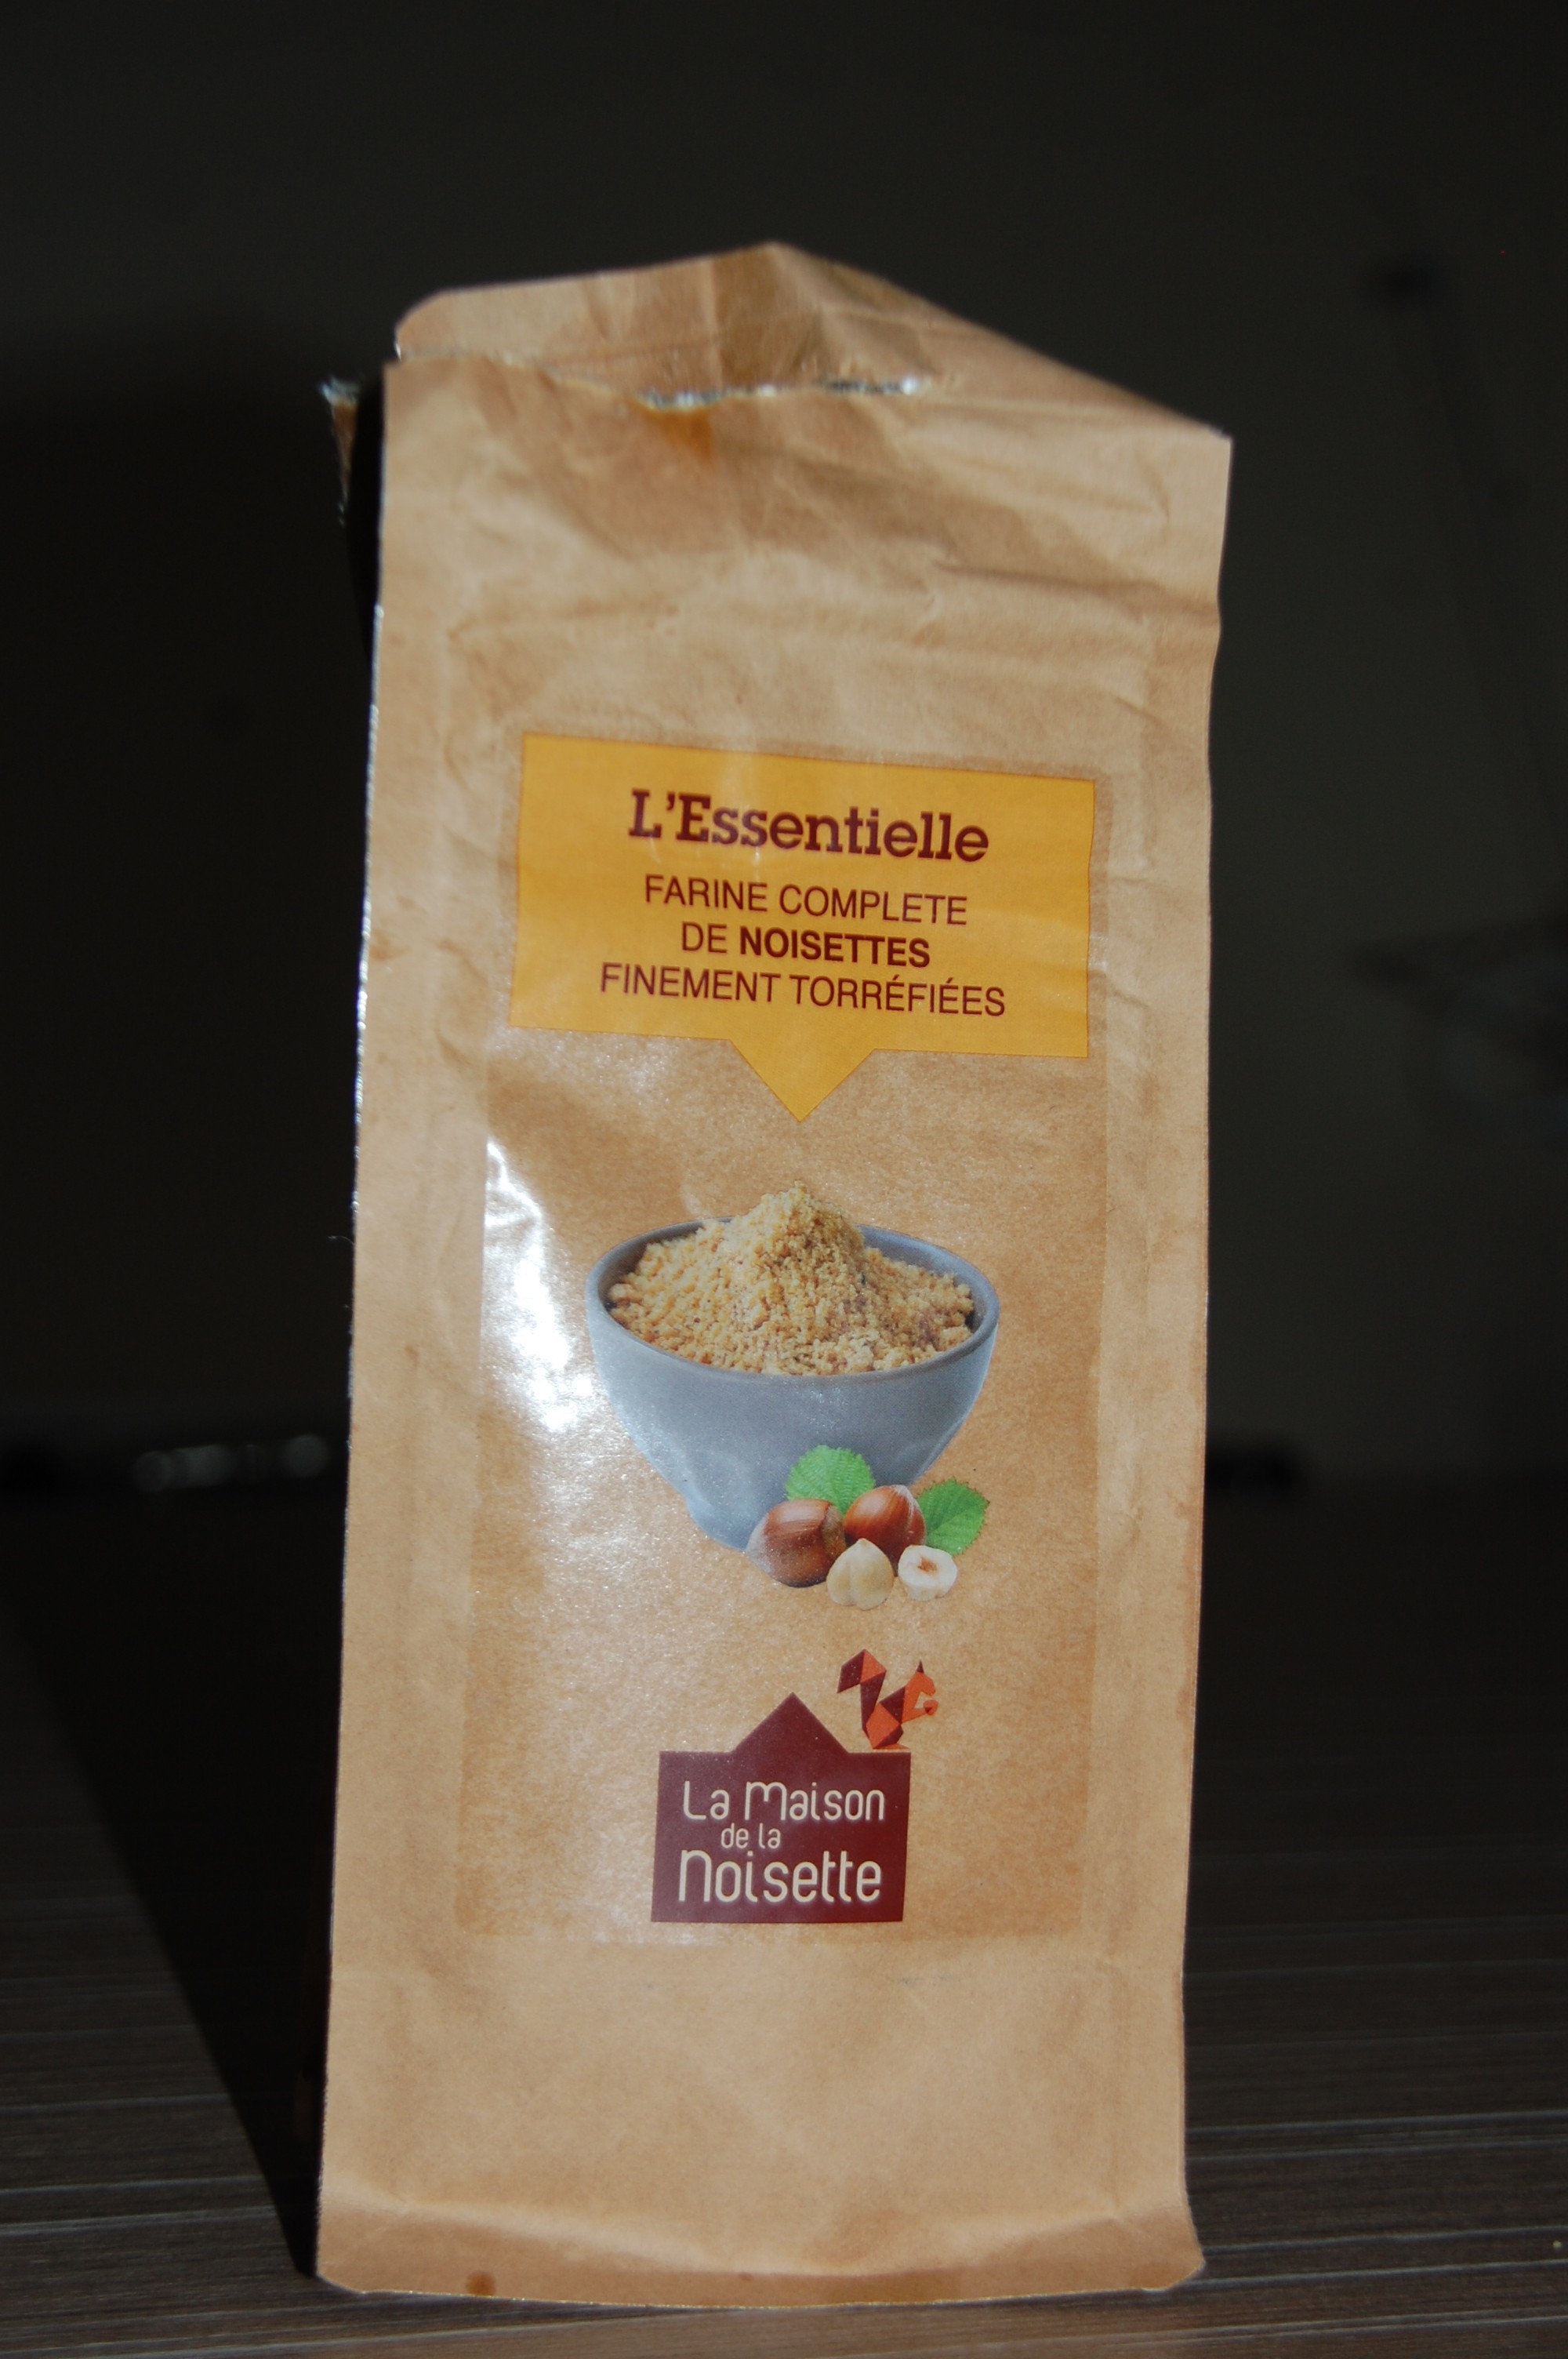 L'Essentielle
FARINE COMPLETE
DE NOISETTES
FINEMENT TORRÉFIÉES
La Maison
de la
Noisette